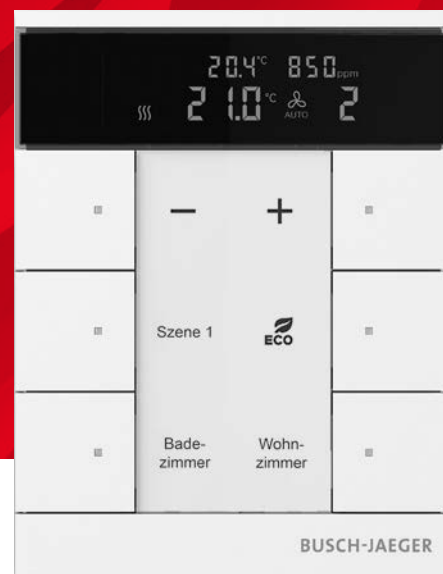 20.4°C 850ppm
21.0°C AUTO 2
− +
Szene 1 ECO
Bade- Wohn-
zimmer zimmer
BUSCH-JAEGER